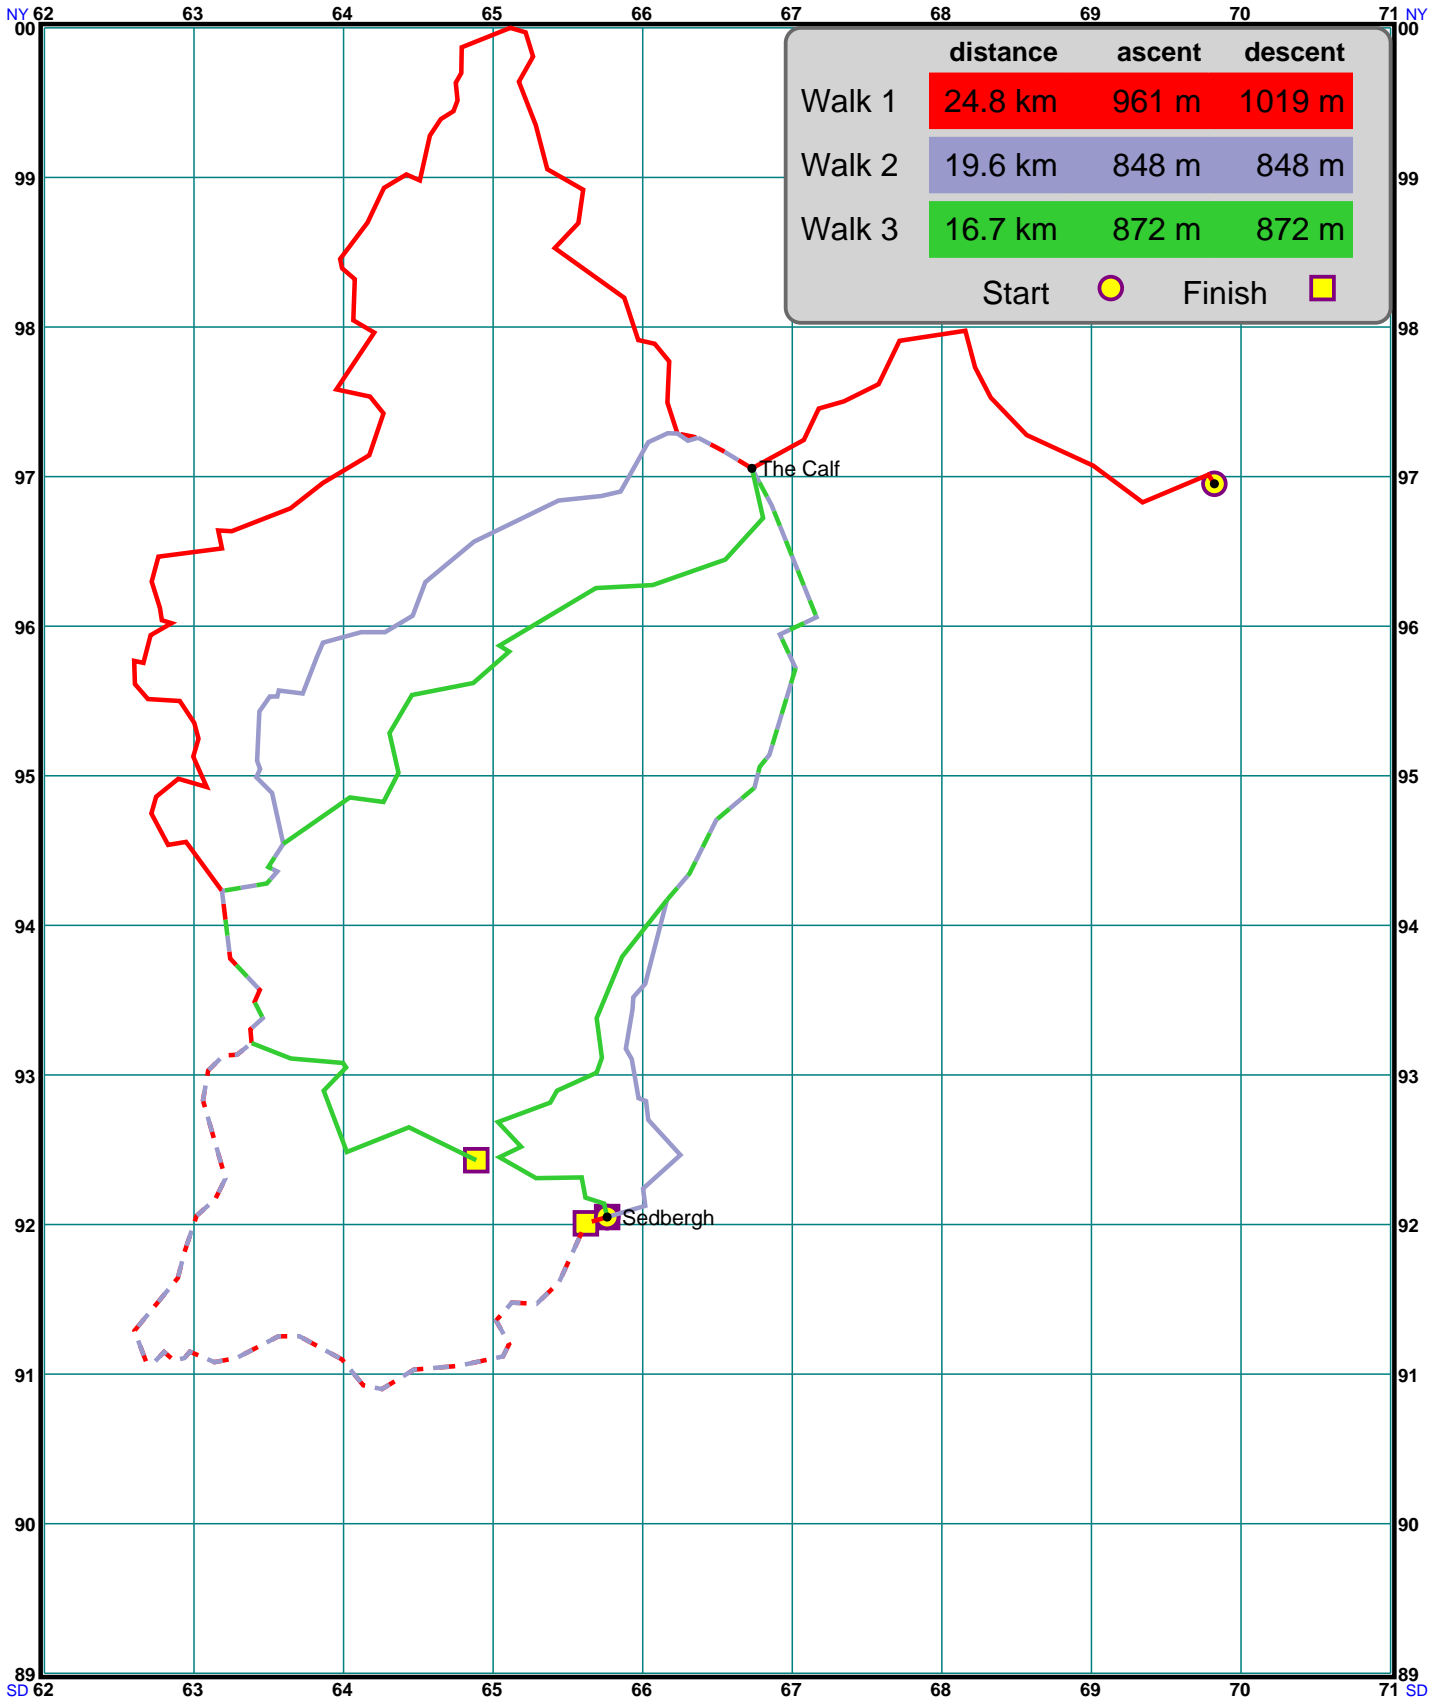 NY 62 63 64 65 66 67 68 69 70 71 NY
00 00
distance ascent descent
Walk 1 24.8 km 961 m 1019 m
Walk 2 19.6 km 848 m 848 m
99 99
Walk 3 16.7 km 872 m 872 m
Start Finish
98 98
The Calf
97 97
96 96
95 95
94 94
93 93
Sedbergh
92 92
91 91
90 90
89 89
SD 62 63 64 65 66 67 68 69 70 71 SD